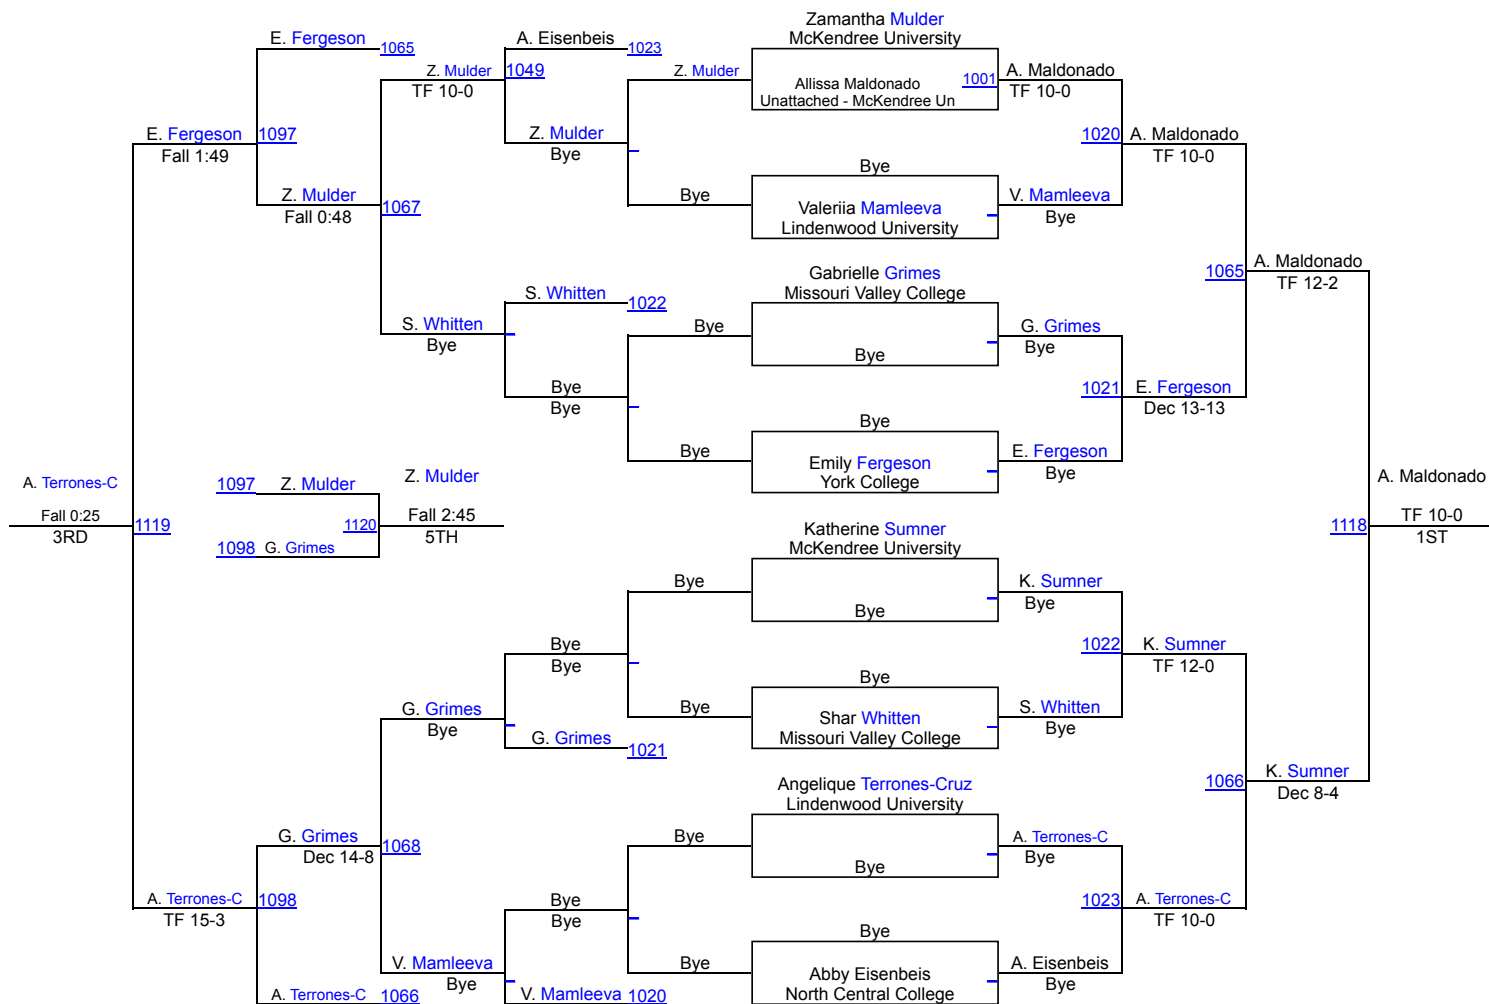 Zamantha Mulder
McKendree University
E. Fergeson
1065
A. Eisenbeis
1023
Z. Mulder
1049
TF 10-0
Z. Mulder
Allissa Maldonado
Unattached - McKendree Un
1001
A. Maldonado
TF 10-0
E. Fergeson
1097
Fall 1:49
Z. Mulder
Bye
1020
A. Maldonado
TF 10-0
Z. Mulder
Fall 0:48
1067
Bye
Bye
Valeriia Mamleeva
Lindenwood University
V. Mamleeva
Bye
Gabrielle Grimes
Missouri Valley College
1065
A. Maldonado
TF 12-2
S. Whitten
1022
S. Whitten
Bye
Bye
Bye
G. Grimes
Bye
Bye
Bye
1021
E. Fergeson
Dec 13-13
Bye
Bye
Emily Fergeson
York College
E. Fergeson
Bye
A. Terrones-C
Fall 0:25
3RD
1119
1097
Z. Mulder
1098
G. Grimes
1120
Z. Mulder
Fall 2:45
5TH
A. Maldonado
1118
TF 10-0
1ST
Katherine Sumner
McKendree University
Bye
Bye
K. Sumner
Bye
Bye
Bye
1022
K. Sumner
TF 12-0
G. Grimes
Bye
G. Grimes
1021
Bye
Bye
Shar Whitten
Missouri Valley College
S. Whitten
Bye
Angelique Terrones-Cruz
Lindenwood University
1066
K. Sumner
Dec 8-4
G. Grimes
Dec 14-8
1068
Bye
Bye
A. Terrones-C
Bye
A. Terrones-C
TF 15-3
1098
Bye
Bye
1023
A. Terrones-C
TF 10-0
V. Mamleeva
Bye
Bye
Bye
Abby Eisenbeis
North Central College
A. Eisenbeis
A. Terrones-C
1066
V. Mamleeva
1020